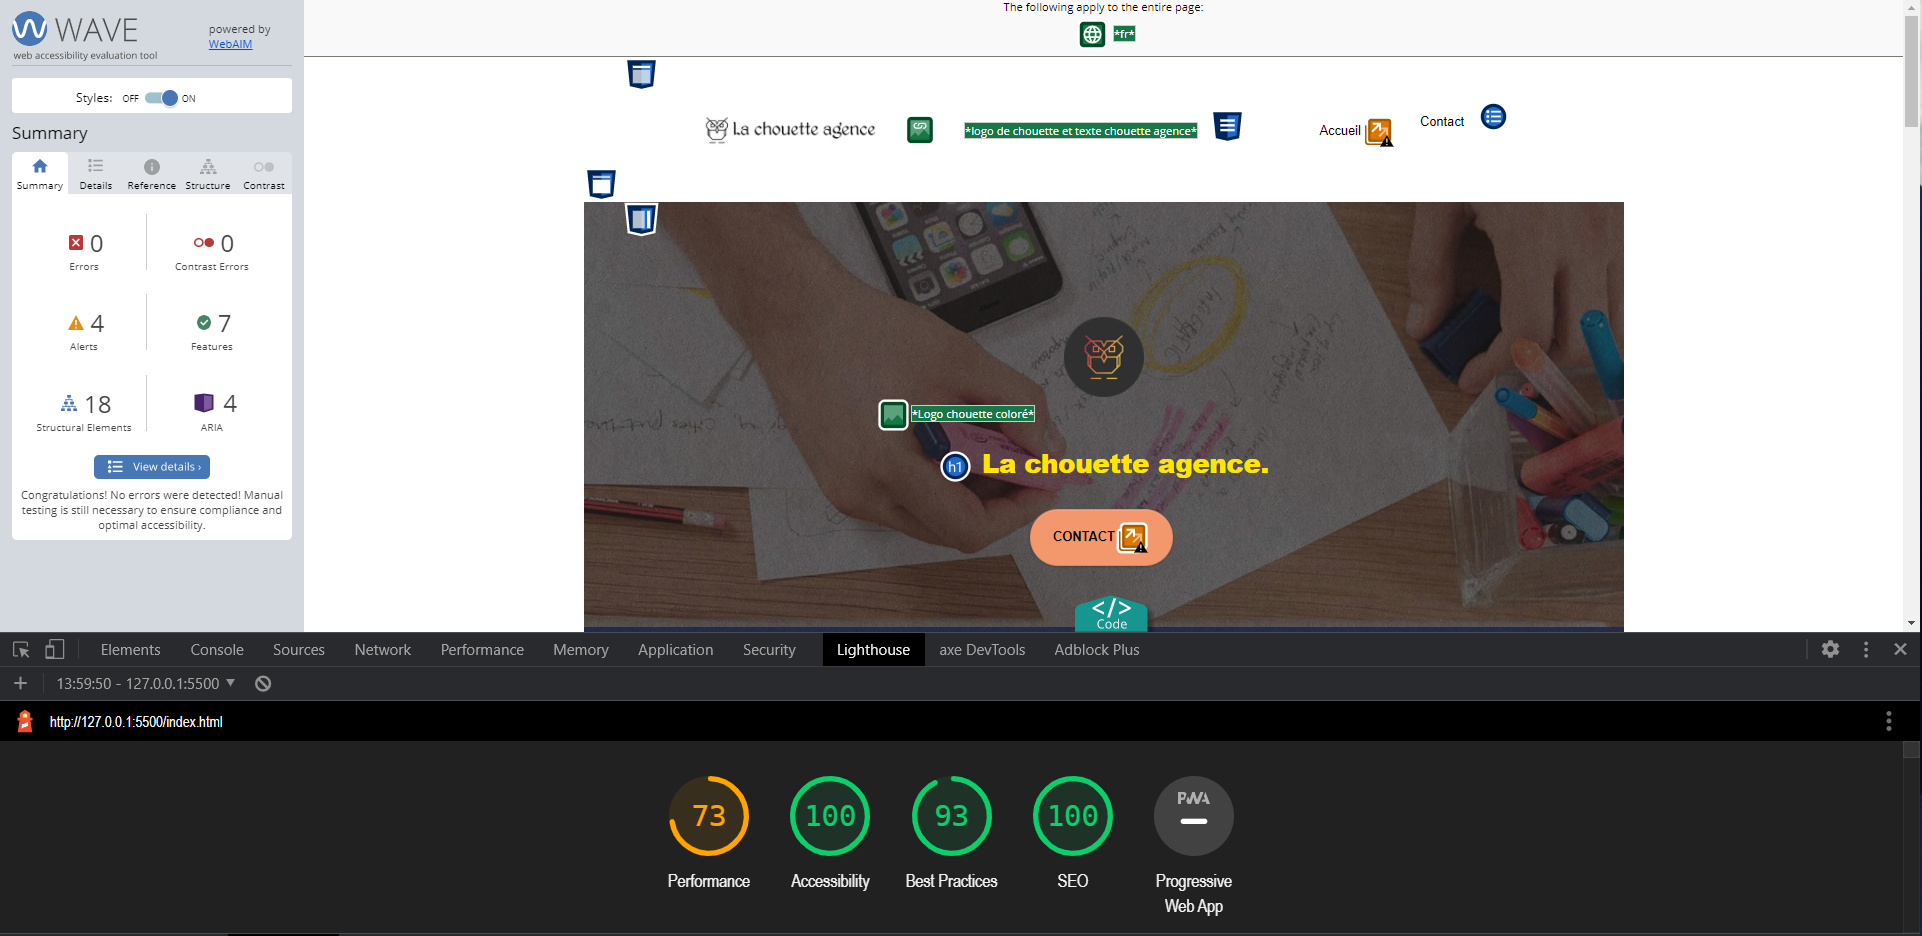 WAVE
web accessibility evaluation tool
powered by
WebAIM
Styles: OFF ON
Summary
Summary Details Reference Structure Contrast
0
Errors
0
Contrast Errors
4
Alerts
7
Features
18
Structural Elements
4
ARIA
View details ›
Congratulations! No errors were detected! Manual
testing is still necessary to ensure compliance and
optimal accessibility.
The following apply to the entire page:
*fr*
La chouette agence
*logo de chouette et texte chouette agence*
Accueil
Contact
*Logo chouette coloré*
h1
La chouette agence.
CONTACT
</>
Code
Elements Console Sources Network Performance Memory Application Security Lighthouse axe DevTools Adblock Plus
13:59:50 - 127.0.0.1:5500
http://127.0.0.1:5500/index.html
73
Performance
100
Accessibility
93
Best Practices
100
SEO
PWA
Progressive
Web App